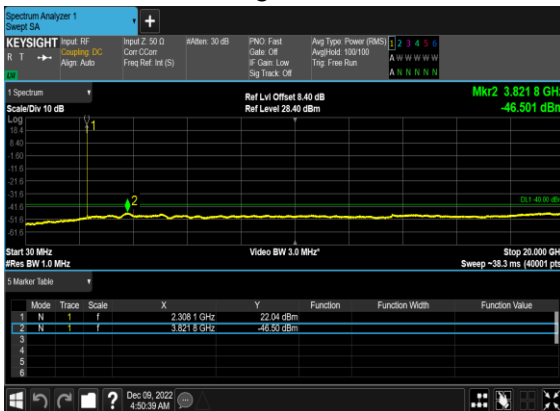 Spectrum Analyzer 1
Swept SA
KEYSIGHT Input: RF Input Z: 50 Ω #Atten: 30 dB PNO: Fast Avg Type: Power (RMS) 1 2 3 4 5 6
R T Coupling: DC Corr CCorr Gate: Off Avg|Hold: 100/100 A W W W W W
Align: Auto Freq Ref: Int (S) IF Gain: Low Trig: Free Run
LV Sig Track: Off A N N N N N
1 Spectrum Ref Lvl Offset 8.40 dB Mkr2 3.821 8 GHz
Scale/Div 10 dB Ref Level 28.40 dBm -46.501 dBm
Log
18.4 1
8.40
-1.60
-11.6
-21.6
-31.6
-41.6 2 DL1 -40.00 dBm
-51.6
-61.6
Start 30 MHz Video BW 3.0 MHz* Stop 20.000 GHz
#Res BW 1.0 MHz Sweep ~38.3 ms (40001 pts
5 Marker Table
Mode Trace Scale X Y Function Function Width Function Value
1 N 1 f 2.308 1 GHz 22.04 dBm
2 N 1 f 3.821 8 GHz -46.50 dBm
3
4
5
6
? Dec 09, 2022
4:50:39 AM